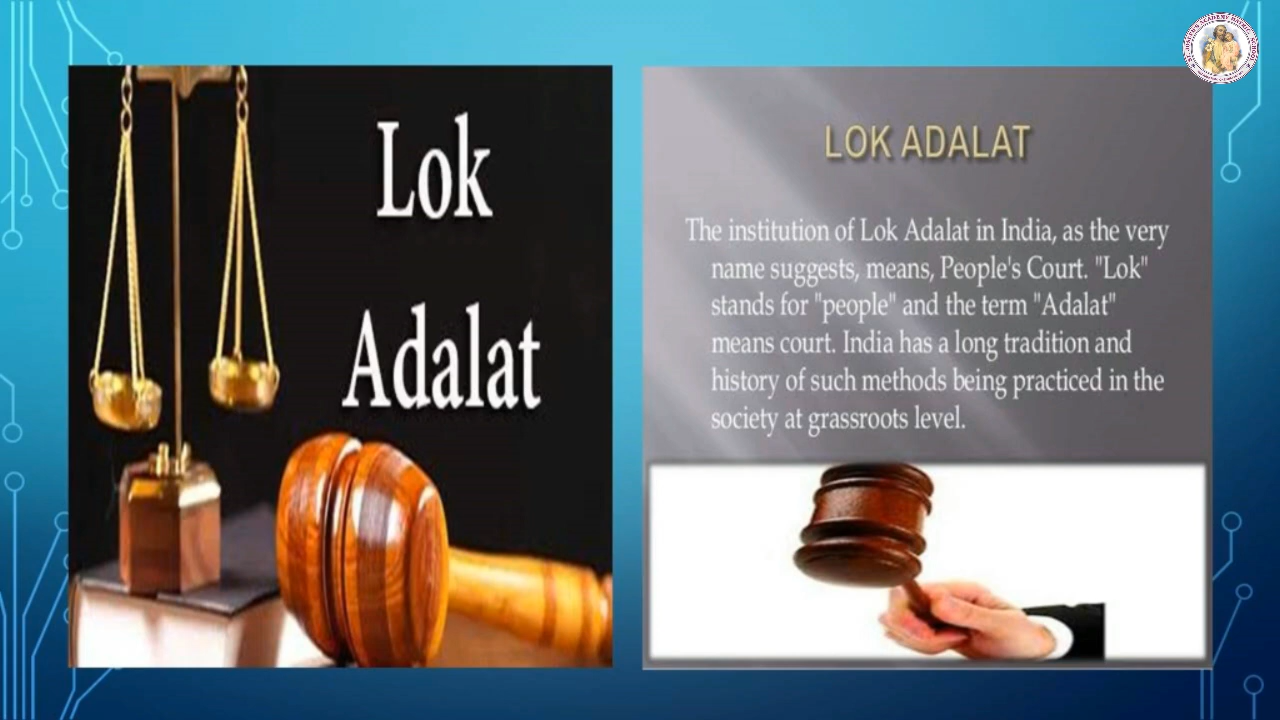 Lok
Adalat
LOK ADALAT
The institution of Lok Adalat in India, as the very
name suggests, means, People's Court. "Lok"
stands for "people" and the term "Adalat"
means court. India has a long tradition and
history of such methods being practiced in the
society at grassroots level.